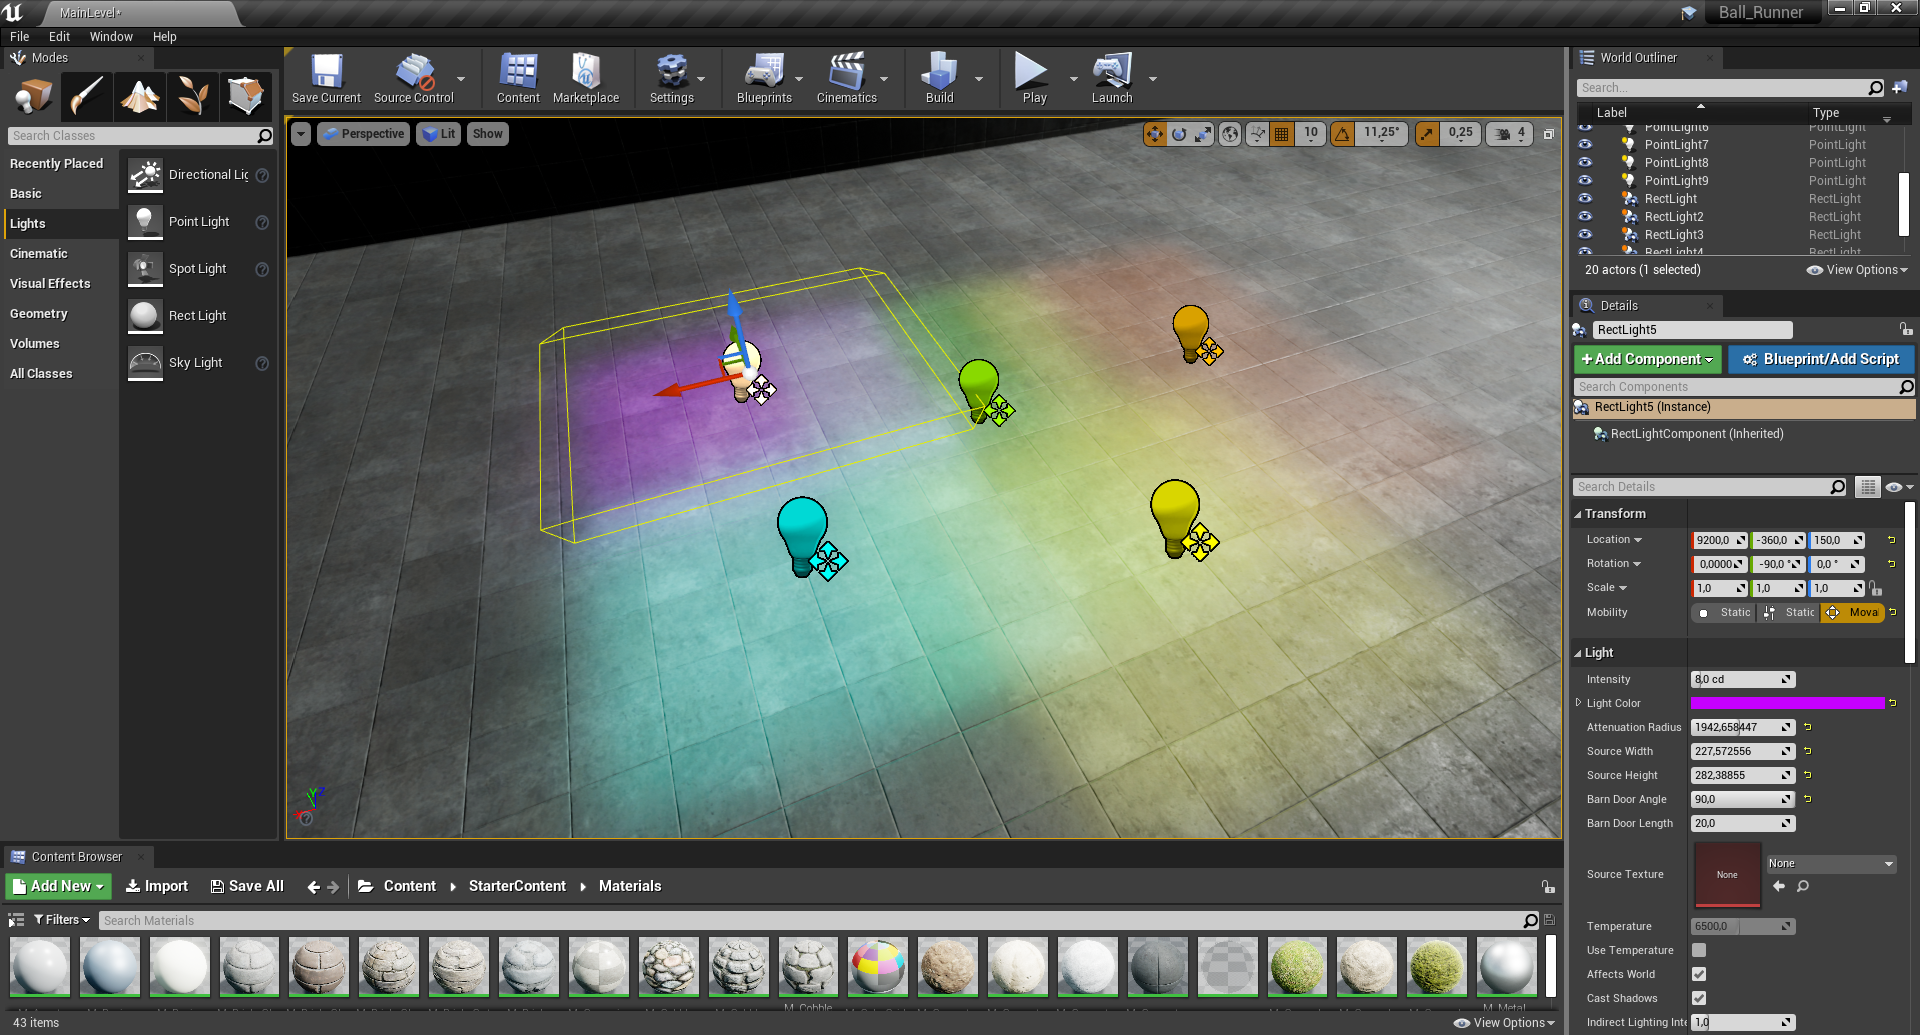 MainLevel*
Ball_Runner
File Edit Window Help
Modes
Search Classes
Recently Placed
Basic
Lights
Cinematic
Visual Effects
Geometry
Volumes
All Classes
Directional Lig
Point Light
Spot Light
Rect Light
Sky Light
Save Current Source Control Content Marketplace Settings Blueprints Cinematics Build Play Launch
Perspective Lit Show
10 11,25° 0,25 4
World Outliner
Search...
Label Type
PointLight6 PointLight
PointLight7 PointLight
PointLight8 PointLight
PointLight9 PointLight
RectLight RectLight
RectLight2 RectLight
RectLight3 RectLight
RectLight4 RectLight
20 actors (1 selected) View Options
Details
RectLight5
+Add Component Blueprint/Add Script
Search Components
RectLight5 (Instance)
RectLightComponent (Inherited)
Search Details
Transform
Location 9200,0 -360,0 150,0
Rotation 0,0000 -90,0 ° 0,0 °
Scale 1,0 1,0 1,0
Mobility Static Static Mova
Light
Intensity 8,0 cd
Light Color
Attenuation Radius 1942,658447
Source Width 227,572556
Source Height 282,38855
Barn Door Angle 90,0
Barn Door Length 20,0
Source Texture None None
Temperature 6500,0
Use Temperature
Affects World
Cast Shadows
Indirect Lighting Inte 1,0
Y Z
Content Browser
Add New Import Save All Content StarterContent Materials
Filters Search Materials
M_Cobble M_Metal
43 items View Options